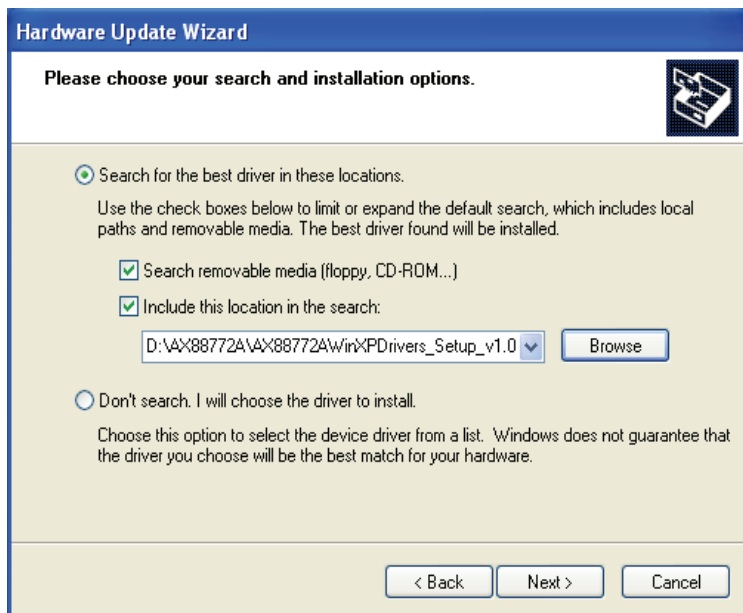 Hardware Update Wizard
Please choose your search and installation options.
Search for the best driver in these locations.
Use the check boxes below to limit or expand the default search, which includes local
paths and removable media. The best driver found will be installed.
Search removable media (floppy, CD-ROM...)
Include this location in the search:
D:\AX88772A\AX88772AWinXPDrivers_Setup_v1.0
Browse
Don't search. I will choose the driver to install.
Choose this option to select the device driver from a list. Windows does not guarantee that
the driver you choose will be the best match for your hardware.
< Back Next > Cancel